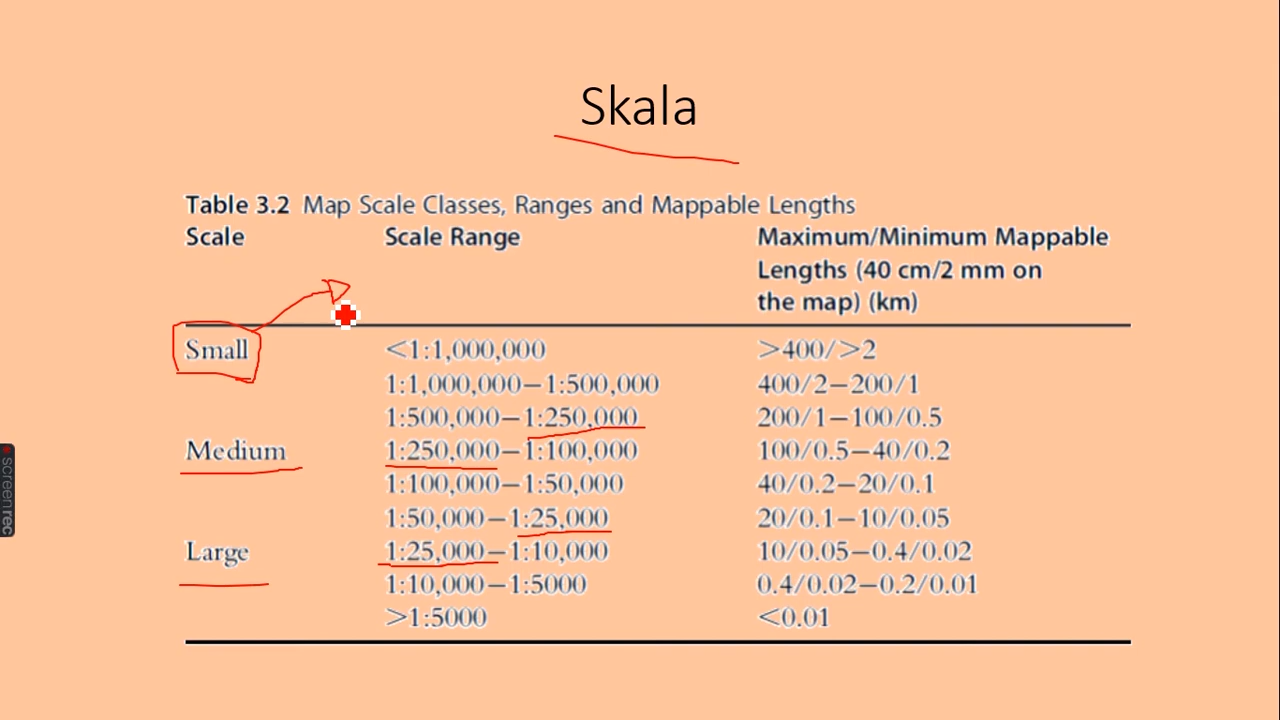 Skala
Table 3.2 Map Scale Classes, Ranges and Mappable Lengths
Scale Scale Range Maximum/Minimum Mappable
Lengths (40 cm/2 mm on
the map) (km)
Small <1:1,000,000 >400/>2
1:1,000,000–1:500,000 400/2–200/1
1:500,000–1:250,000 200/1–100/0.5
Medium 1:250,000–1:100,000 100/0.5–40/0.2
1:100,000–1:50,000 40/0.2–20/0.1
1:50,000–1:25,000 20/0.1–10/0.05
Large 1:25,000–1:10,000 10/0.05–0.4/0.02
1:10,000–1:5000 0.4/0.02–0.2/0.01
>1:5000 <0.01
screenrec